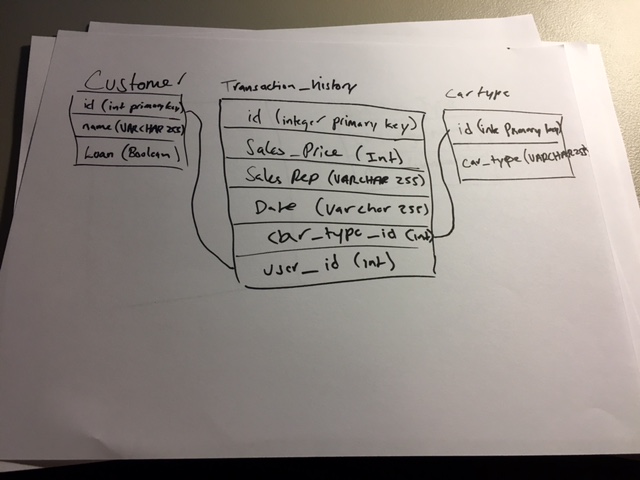 Customer
id (int primary key)
name (VARCHAR 255)
Loan (Boolean)
Transaction_history
id (integer primary key)
Sales_Price (Int)
Sales Rep (VARCHAR 255)
Date (Varchar 255)
car_type_id (int)
user_id (int)
Car type
id (int Primary key)
car_type (VARCHAR 255)